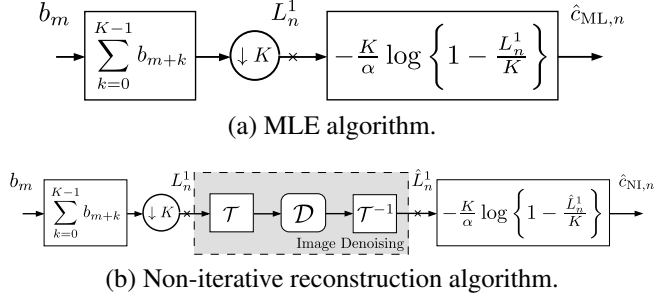 b_m
K−1
∑ b_{m+k}
k=0
↓ K
L_n^1
−K/α log { 1 − L_n^1/K }
ĉ_{ML,n}
(a) MLE algorithm.
b_m
K−1
∑ b_{m+k}
k=0
↓ K
L_n^1
𝒯
𝒟
𝒯^{−1}
Image Denoising
L̂_n^1
−K/α log { 1 − L̂_n^1/K }
ĉ_{NI,n}
(b) Non-iterative reconstruction algorithm.